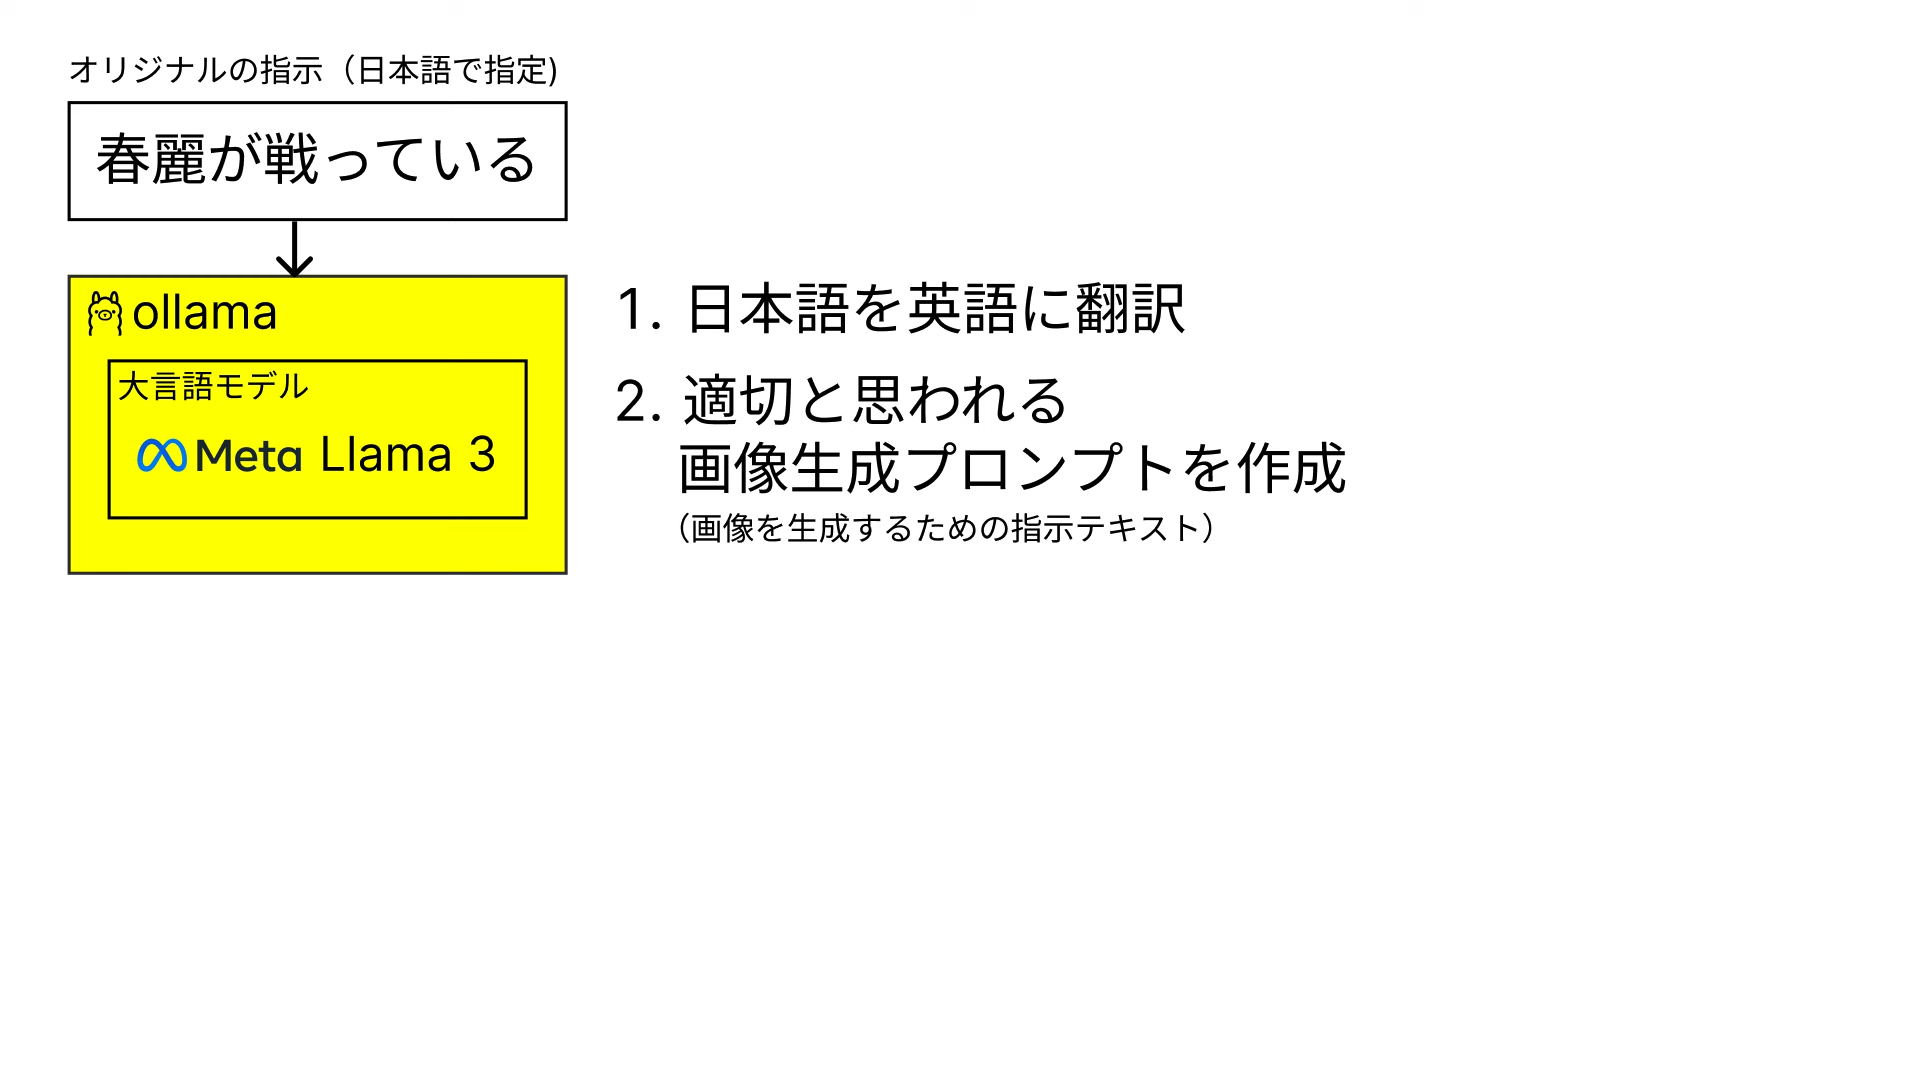 オリジナルの指示（日本語で指定)
春麗が戦っている
ollama
大言語モデル
Meta Llama 3
1. 日本語を英語に翻訳
2. 適切と思われる
画像生成プロンプトを作成
（画像を生成するための指示テキスト）